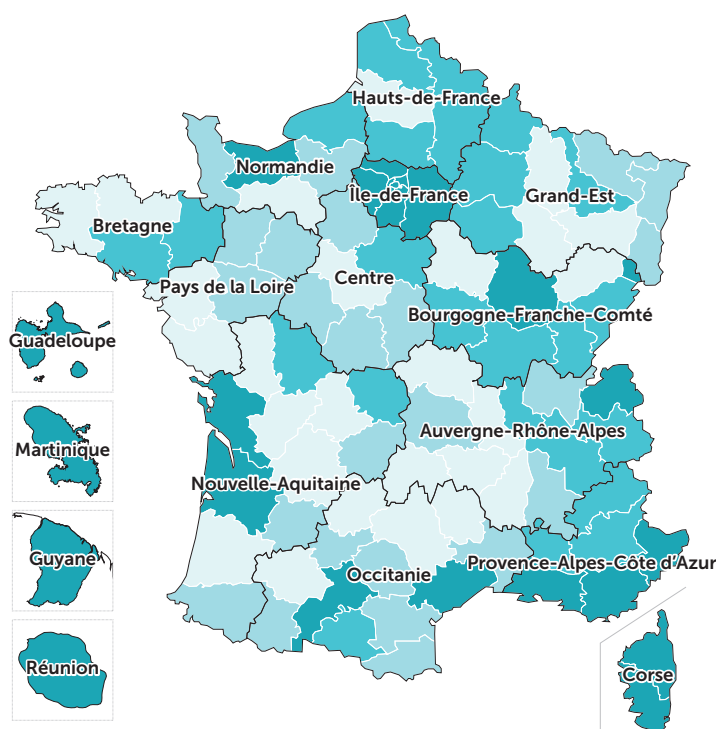 Hauts-de-France
Normandie
Île-de-France
Grand-Est
Bretagne
Centre
Pays de la Loire
Bourgogne-Franche-Comté
Guadeloupe
Auvergne-Rhône-Alpes
Martinique
Nouvelle-Aquitaine
Guyane
Provence-Alpes-Côte d'Azur
Occitanie
Réunion
Corse